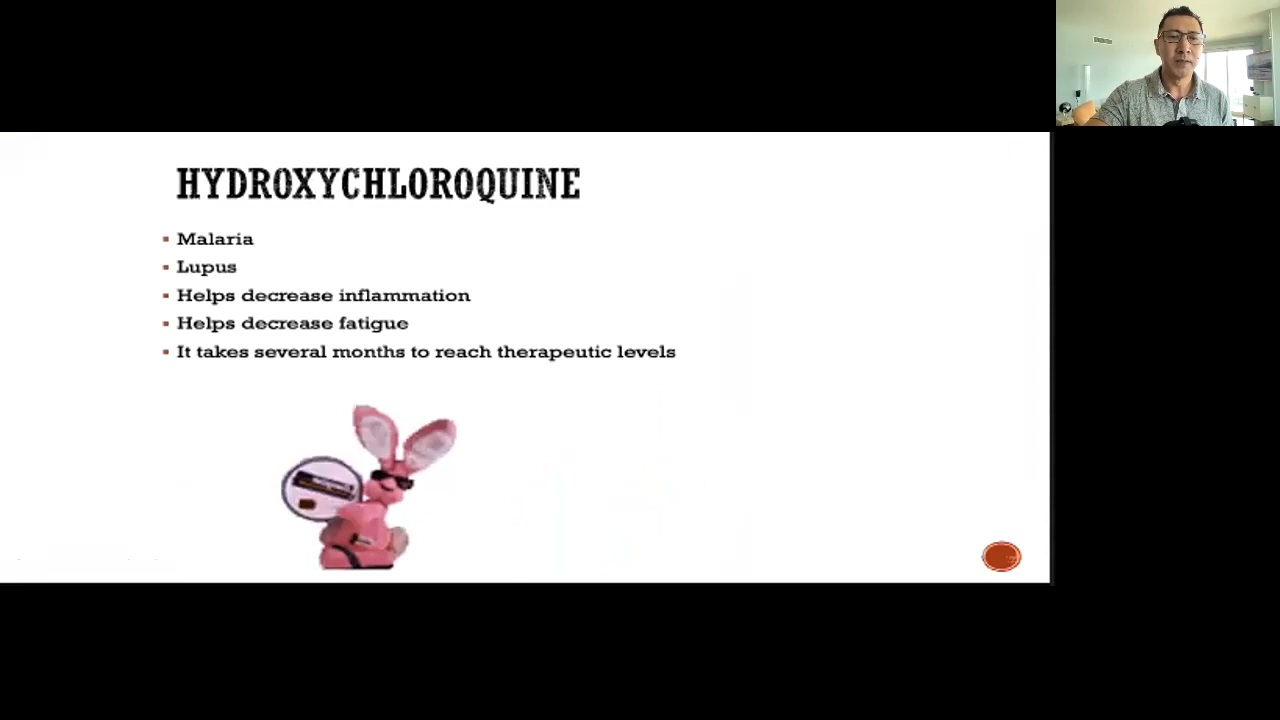 HYDROXYCHLOROQUINE
Malaria
Lupus
Helps decrease inflammation
Helps decrease fatigue
It takes several months to reach therapeutic levels